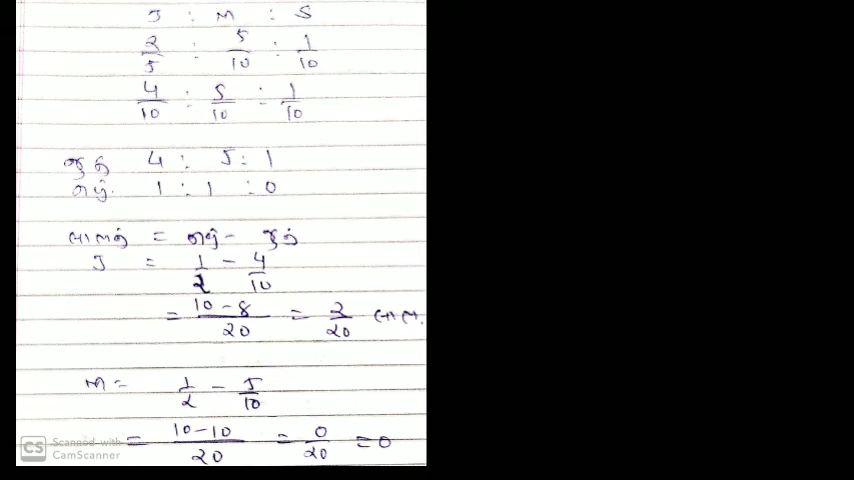 J : M : S
2/5 : 5/10 : 1/10
4/10 : 5/10 : 1/10
4 : 5 : 1
1 : 1 : 0
J = 1/2 - 4/10
= 10-8/20 = 2/20
M = 1/2 - 5/10
= 10-10/20 = 0/20 = 0
CS Scanned with
CamScanner